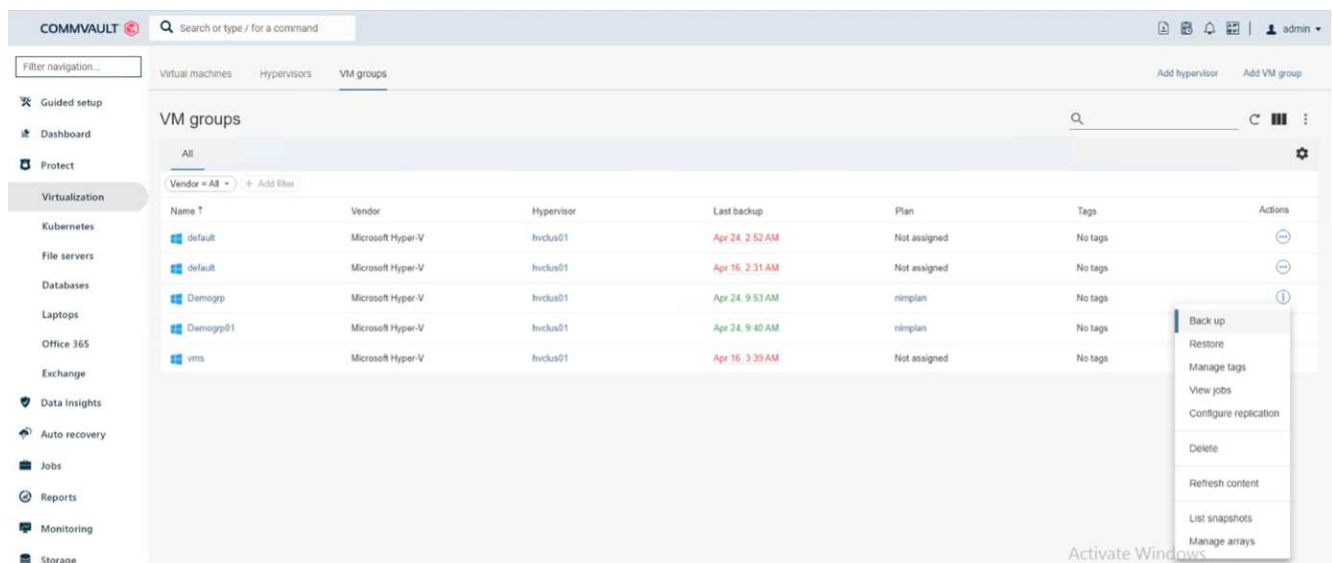 COMMVAULT Search or type / for a command admin
Filter navigation...
Virtual machines Hypervisors VM groups Add hypervisor Add VM group
Guided setup
Dashboard
Protect
Virtualization
Kubernetes
File servers
Databases
Laptops
Office 365
Exchange
Data Insights
Auto recovery
Jobs
Reports
Monitoring
Storage
VM groups
All
Vendor = All + Add filter
Name ↑ Vendor Hypervisor Last backup Plan Tags Actions
default Microsoft Hyper-V hvclus01 Apr 24, 2:52 AM Not assigned No tags
default Microsoft Hyper-V hvclus01 Apr 16, 2:31 AM Not assigned No tags
Demogrp Microsoft Hyper-V hvclus01 Apr 24, 9:53 AM nimplan No tags
Demogrp01 Microsoft Hyper-V hvclus01 Apr 24, 9:40 AM nimplan No tags
vms Microsoft Hyper-V hvclus01 Apr 16, 3:39 AM Not assigned No tags
Back up
Restore
Manage tags
View jobs
Configure replication
Delete
Refresh content
List snapshots
Manage arrays
Activate Windows